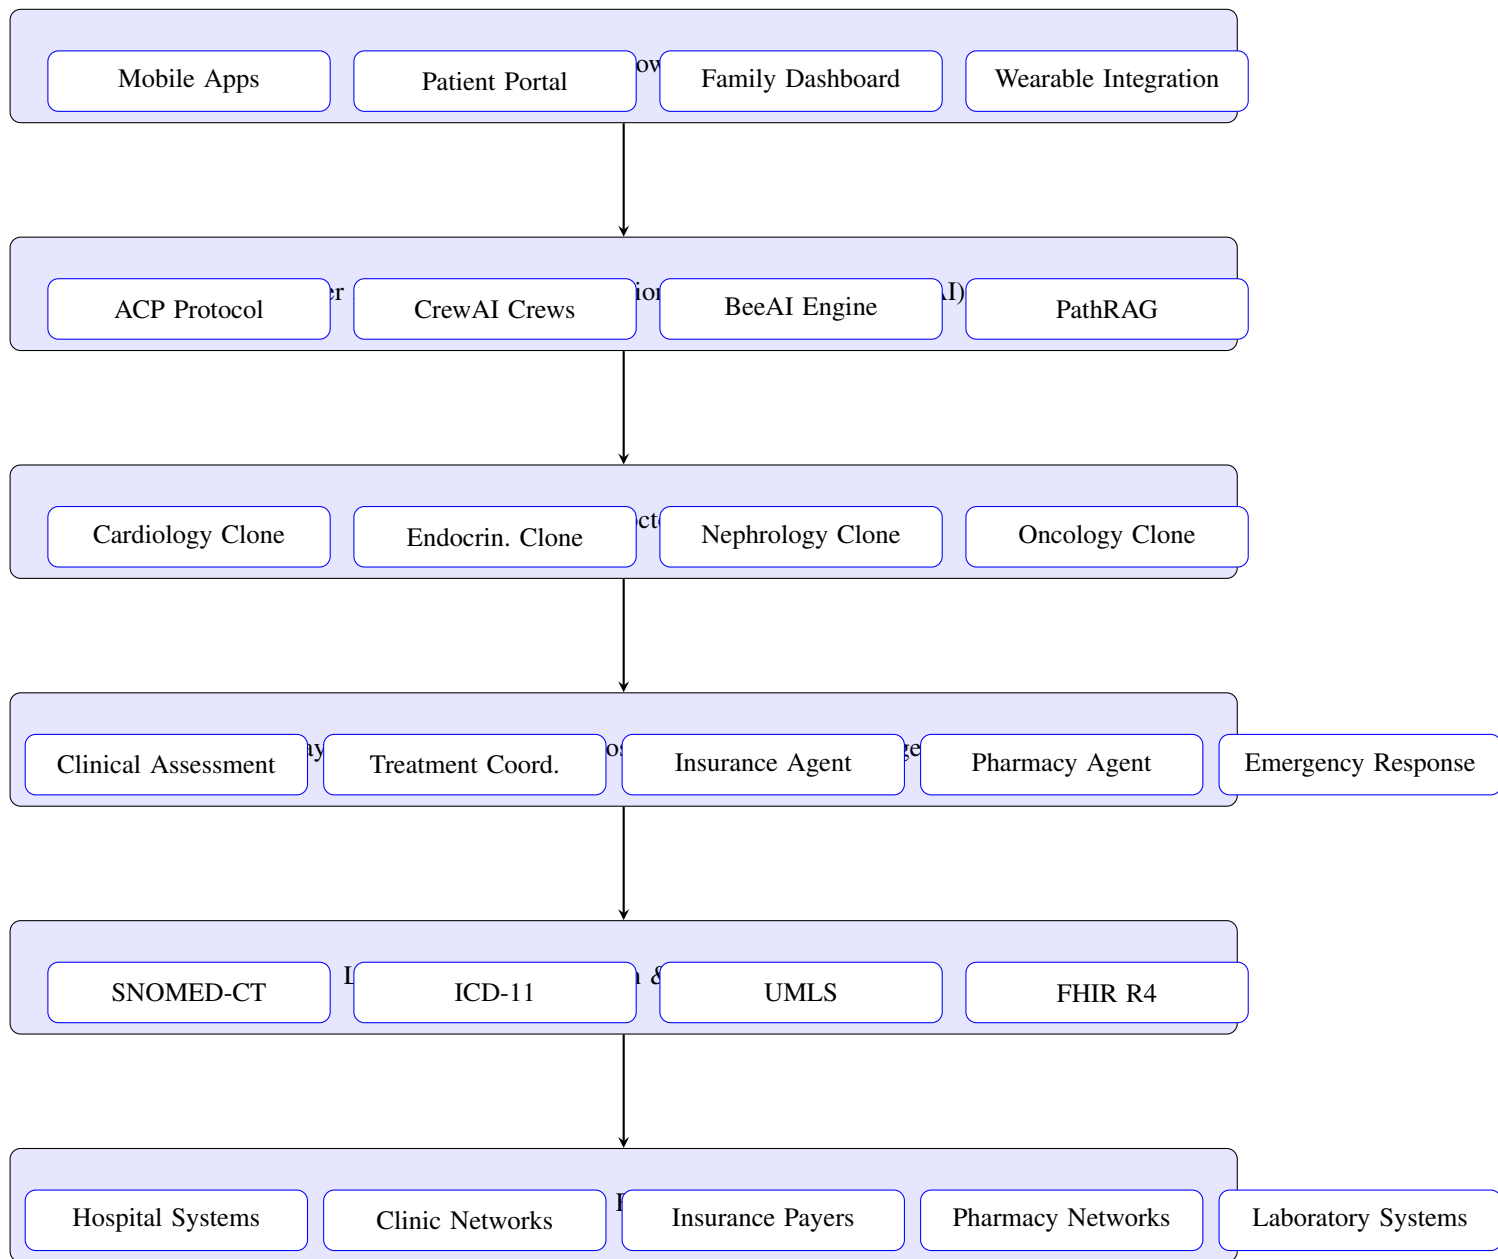 Mobile Apps Patient Portal Family Dashboard Wearable Integration
ACP Protocol CrewAI Crews BeeAI Engine PathRAG
Cardiology Clone Endocrin. Clone Nephrology Clone Oncology Clone
Clinical Assessment Treatment Coord. Insurance Agent Pharmacy Agent Emergency Response
SNOMED-CT ICD-11 UMLS FHIR R4
Hospital Systems Clinic Networks Insurance Payers Pharmacy Networks Laboratory Systems